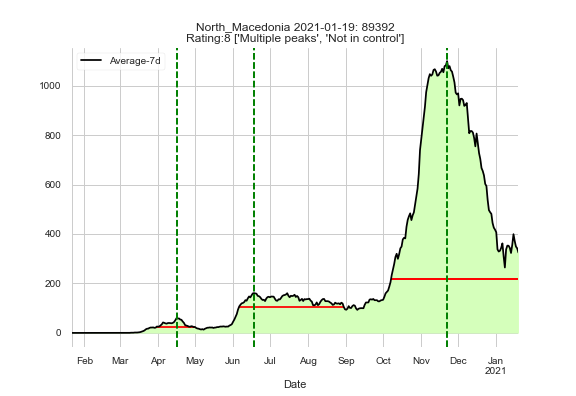 North_Macedonia 2021-01-19: 89392
Rating:8 ['Multiple peaks', 'Not in control']
Average-7d
1000
800
600
400
200
0
Feb Mar Apr May Jun Jul Aug Sep Oct Nov Dec Jan
2021
Date